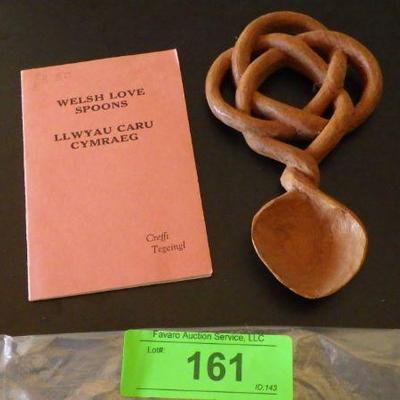 WELSH LOVE
SPOONS
LLWYAU CARU
CYMRAEG
Crefft
Tegeingl
Favaro Auction Service, LLC
Lot#:
161
ID:143